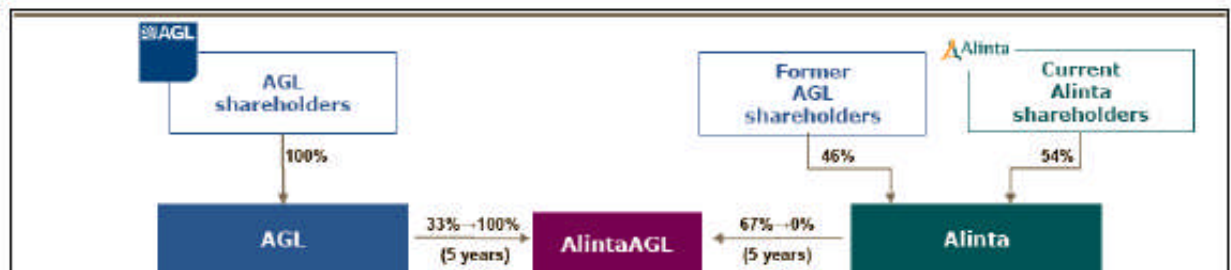 AGL
AGL
shareholders
Former
AGL
shareholders
Alinta
Current
Alinta
shareholders
100%
46%
54%
AGL
33%→100%
(5 years)
AlintaAGL
67%→0%
(5 years)
Alinta